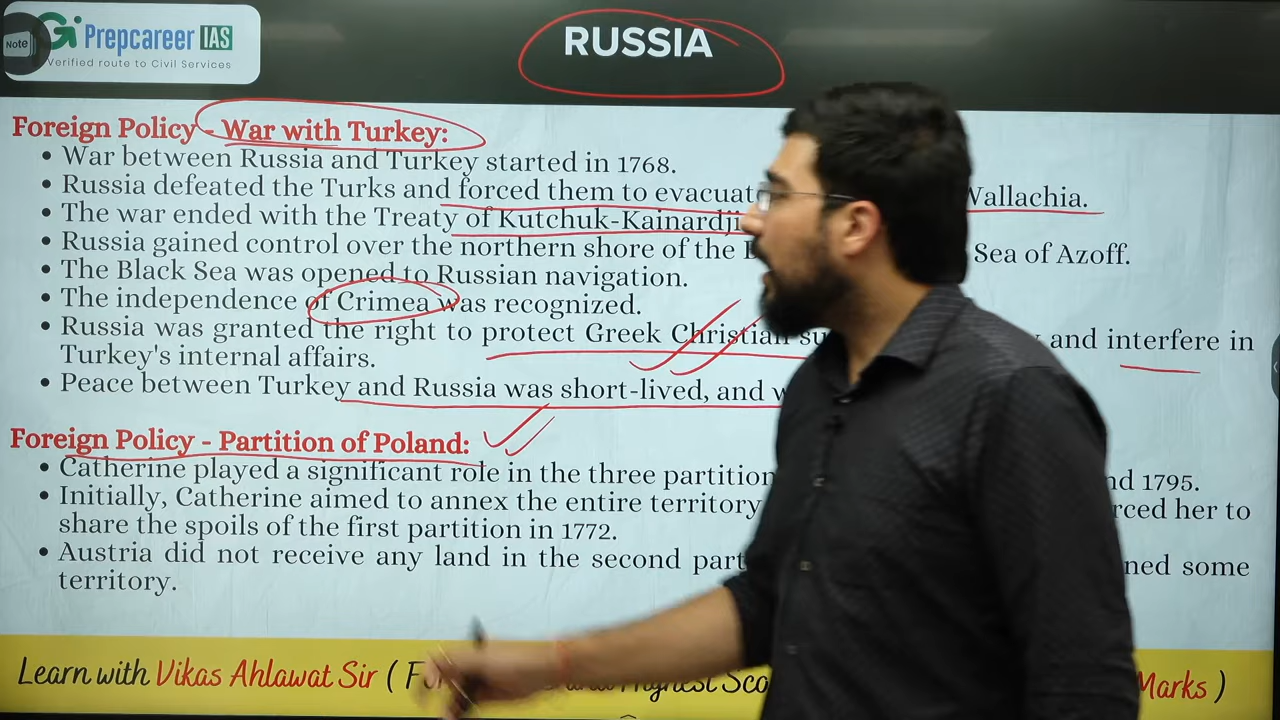 Note
Prepcareer IAS
Verified route to Civil Services
RUSSIA
Foreign Policy - War with Turkey:
• War between Russia and Turkey started in 1768.
• Russia defeated the Turks and forced them to evacuate Wallachia.
• The war ended with the Treaty of Kutchuk-Kainardji
• Russia gained control over the northern shore of the Sea of Azoff.
• The Black Sea was opened to Russian navigation.
• The independence of Crimea was recognized.
• Russia was granted the right to protect Greek Christian and interfere in
Turkey's internal affairs.
• Peace between Turkey and Russia was short-lived, and
Foreign Policy - Partition of Poland:
• Catherine played a significant role in the three partition 1795.
• Initially, Catherine aimed to annex the entire territory her to
share the spoils of the first partition in 1772.
• Austria did not receive any land in the second some
territory.
Learn with Vikas Ahlawat Sir ( Marks )